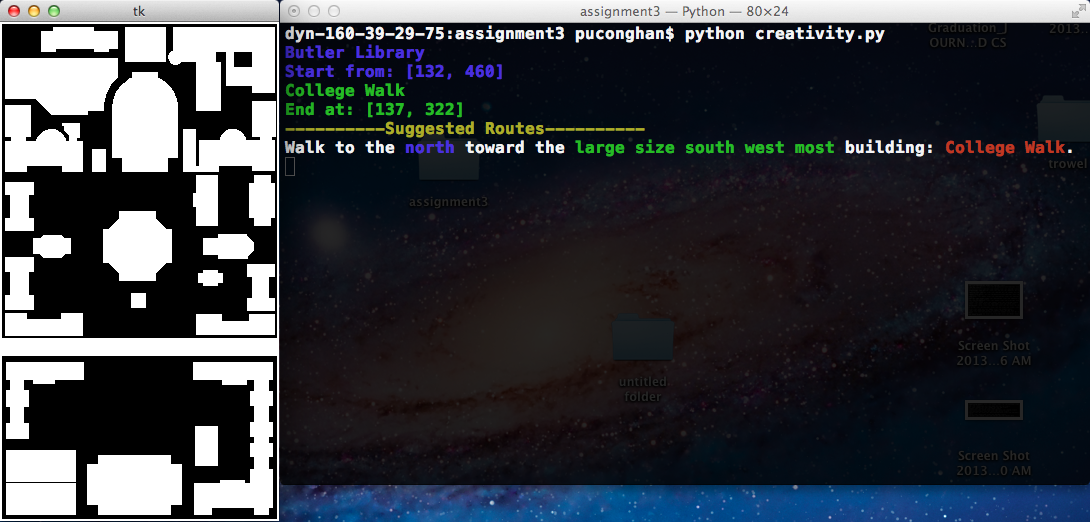 tk
assignment3 — Python — 80×24
dyn-160-39-29-75:assignment3 puconghan$ python creativity.py
Butler Library
Start from: [132, 460]
College Walk
End at: [137, 322]
----------Suggested Routes----------
Walk to the north toward the large size south west most building: College Walk.
Graduation_J
OURN...D CS
2013...
trowel
assignment3
untitled
folder
Screen Shot
2013...6 AM
Screen Shot
2013...0 AM